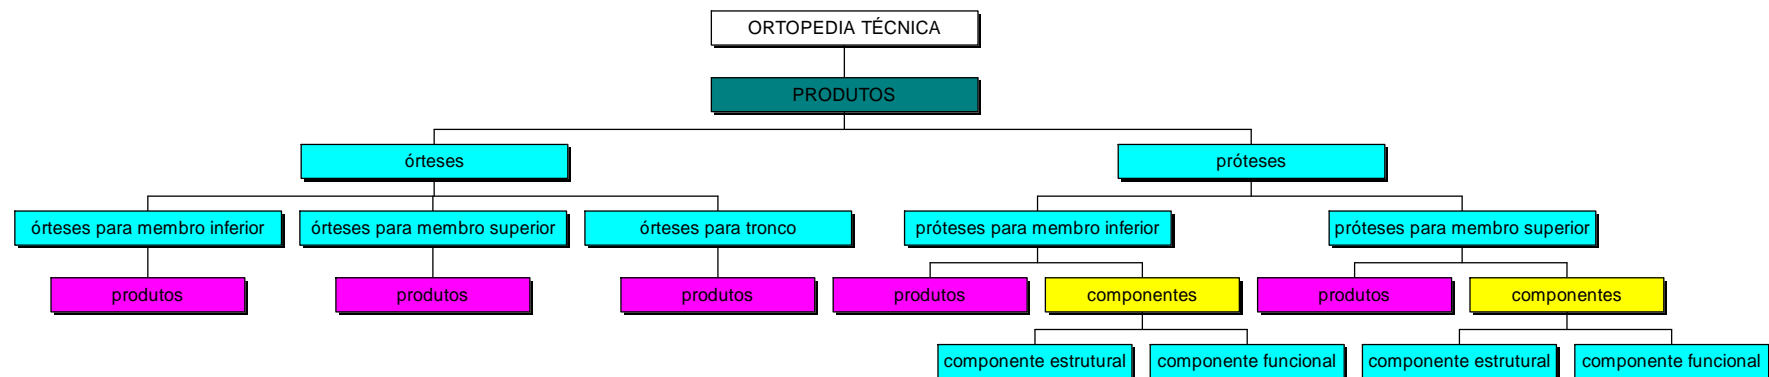 ORTOPEDIA TÉCNICA
PRODUTOS
órteses
próteses
órteses para membro inferior
órteses para membro superior
órteses para tronco
próteses para membro inferior
próteses para membro superior
produtos
produtos
produtos
produtos
componentes
produtos
componentes
componente estrutural
componente funcional
componente estrutural
componente funcional